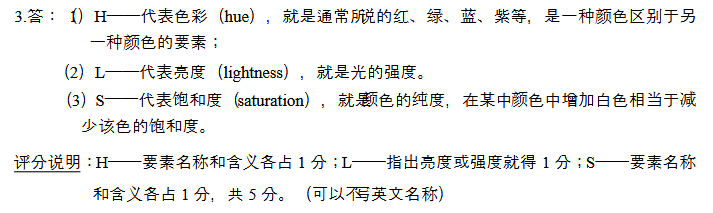 3.答：（1）H——代表色彩（hue），就是通常所说的红、绿、蓝、紫等，是一种颜色区别于另
一种颜色的要素；
（2）L——代表亮度（lightness），就是光的强度。
（3）S——代表饱和度（saturation），就是颜色的纯度，在某中颜色中增加白色相当于减
少该色的饱和度。
评分说明：H——要素名称和含义各占 1 分；L——指出亮度或强度就得 1 分；S——要素名称
和含义各占 1 分，共 5 分。（可以不写英文名称）